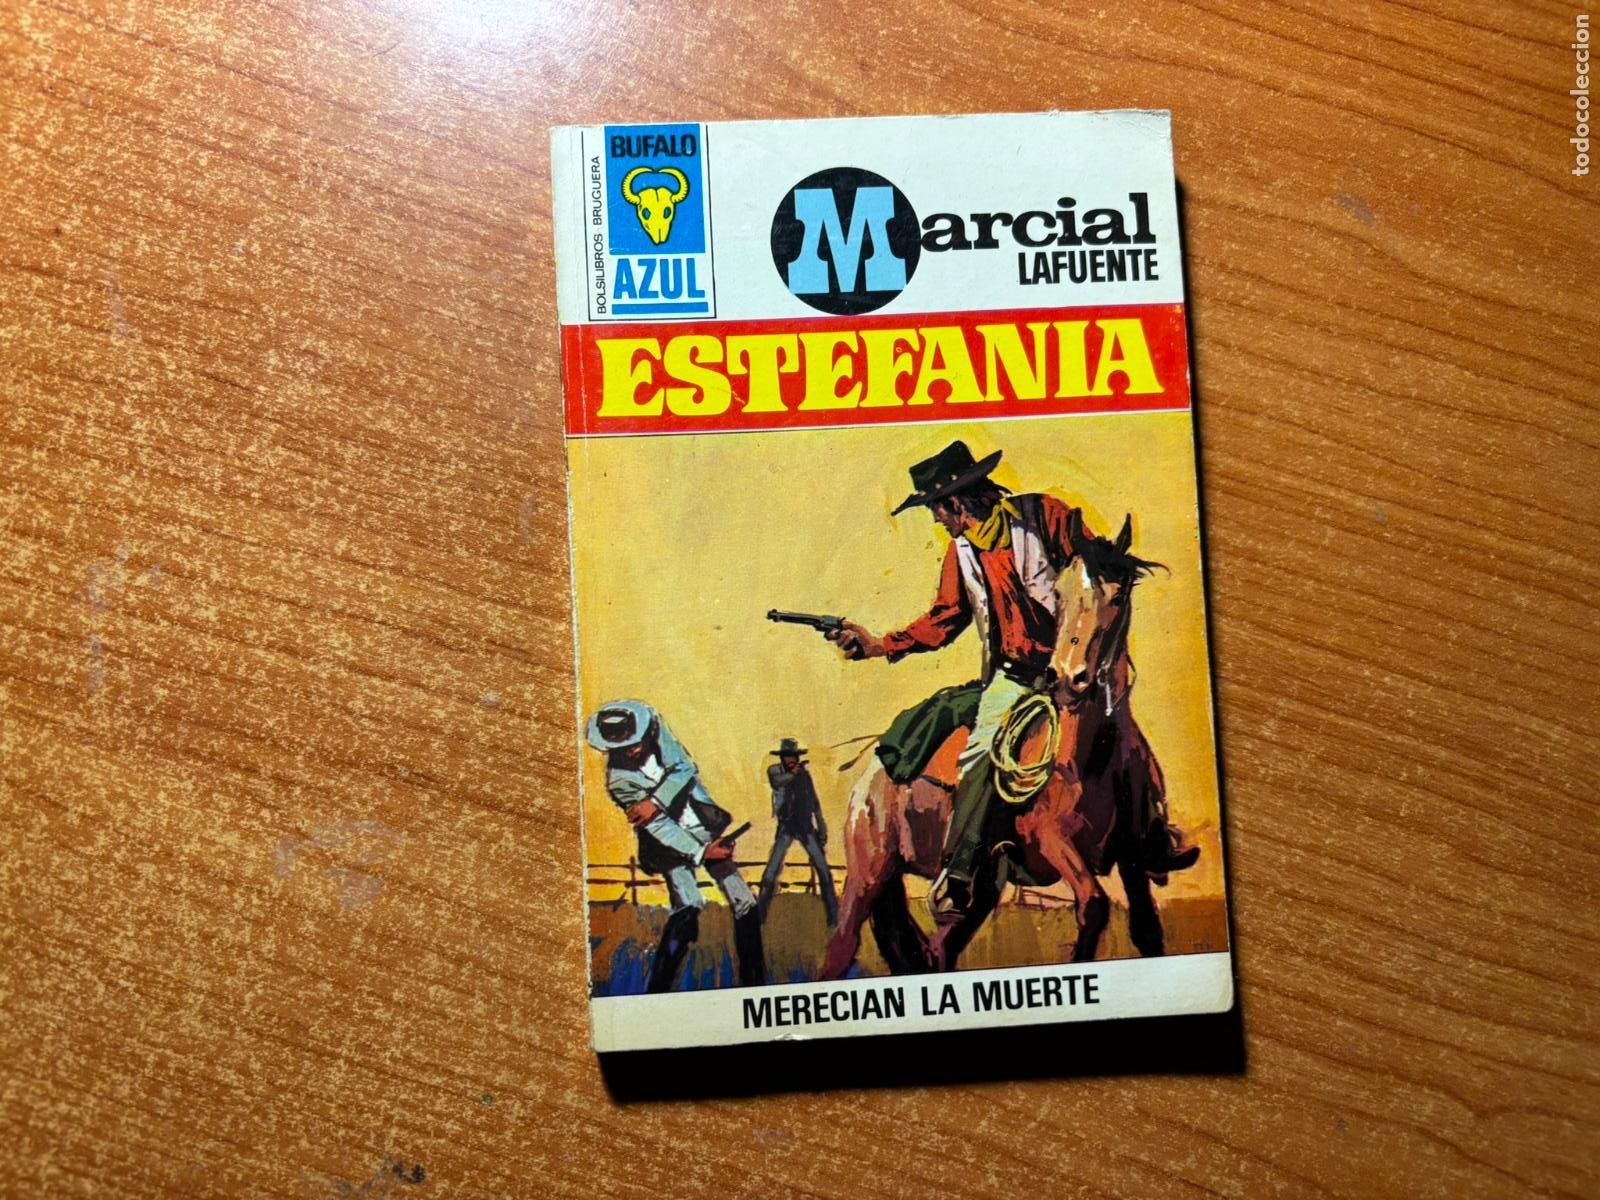 BOLSILIBROS BRUGUERA
BUFALO
AZUL
Marcial
LAFUENTE
ESTEFANIA
MERECIAN LA MUERTE
todocoleccion